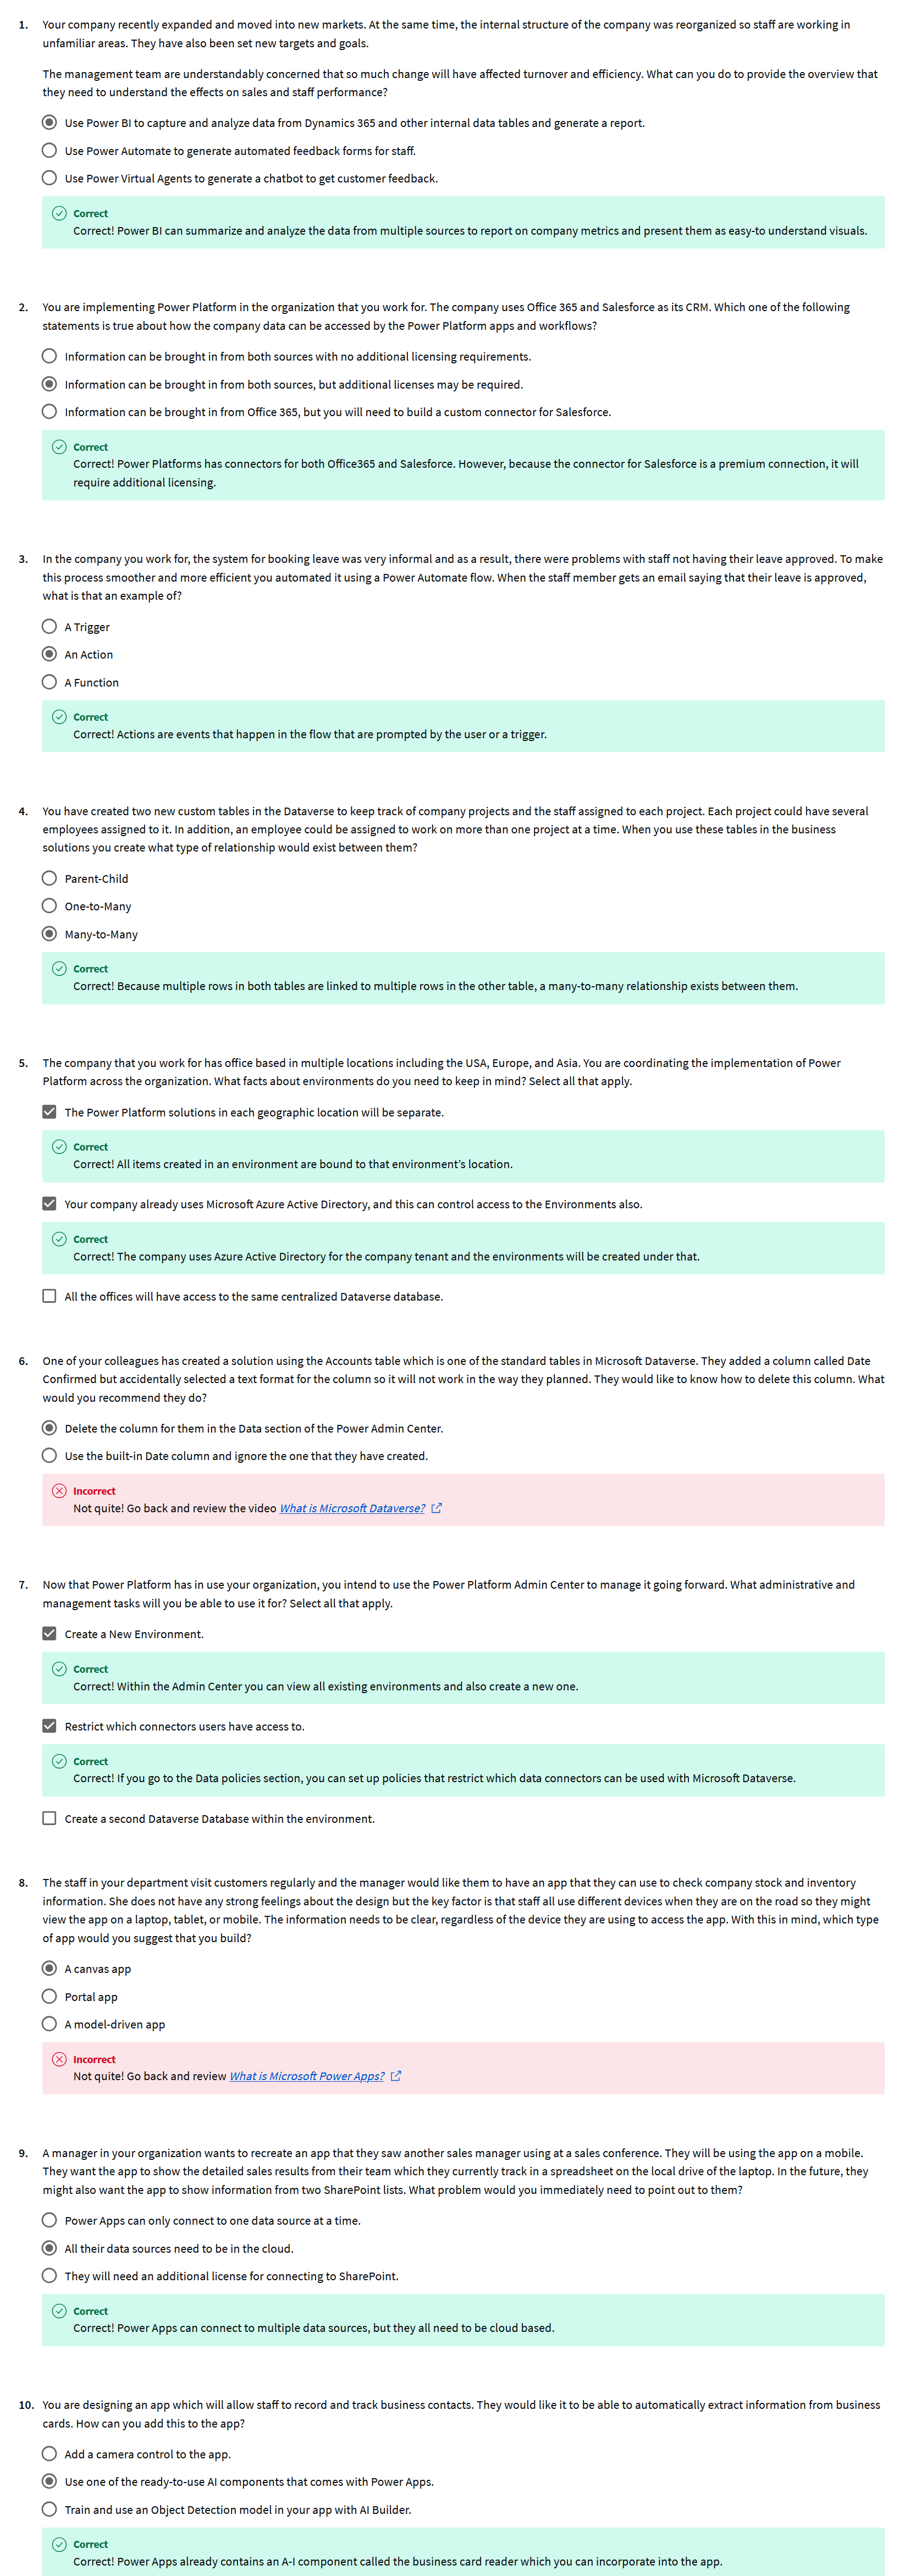 1. Your company recently expanded and moved into new markets. At the same time, the internal structure of the company was reorganized so staff are working in
unfamiliar areas. They have also been set new targets and goals.
The management team are understandably concerned that so much change will have affected turnover and efficiency. What can you do to provide the overview that
they need to understand the effects on sales and staff performance?
Use Power BI to capture and analyze data from Dynamics 365 and other internal data tables and generate a report.
Use Power Automate to generate automated feedback forms for staff.
Use Power Virtual Agents to generate a chatbot to get customer feedback.
Correct
Correct! Power BI can summarize and analyze the data from multiple sources to report on company metrics and present them as easy-to understand visuals.
2. You are implementing Power Platform in the organization that you work for. The company uses Office 365 and Salesforce as its CRM. Which one of the following
statements is true about how the company data can be accessed by the Power Platform apps and workflows?
Information can be brought in from both sources with no additional licensing requirements.
Information can be brought in from both sources, but additional licenses may be required.
Information can be brought in from Office 365, but you will need to build a custom connector for Salesforce.
Correct
Correct! Power Platforms has connectors for both Office365 and Salesforce. However, because the connector for Salesforce is a premium connection, it will
require additional licensing.
3. In the company you work for, the system for booking leave was very informal and as a result, there were problems with staff not having their leave approved. To make
this process smoother and more efficient you automated it using a Power Automate flow. When the staff member gets an email saying that their leave is approved,
what is that an example of?
A Trigger
An Action
A Function
Correct
Correct! Actions are events that happen in the flow that are prompted by the user or a trigger.
4. You have created two new custom tables in the Dataverse to keep track of company projects and the staff assigned to each project. Each project could have several
employees assigned to it. In addition, an employee could be assigned to work on more than one project at a time. When you use these tables in the business
solutions you create what type of relationship would exist between them?
Parent-Child
One-to-Many
Many-to-Many
Correct
Correct! Because multiple rows in both tables are linked to multiple rows in the other table, a many-to-many relationship exists between them.
5. The company that you work for has office based in multiple locations including the USA, Europe, and Asia. You are coordinating the implementation of Power
Platform across the organization. What facts about environments do you need to keep in mind? Select all that apply.
The Power Platform solutions in each geographic location will be separate.
Correct
Correct! All items created in an environment are bound to that environment's location.
Your company already uses Microsoft Azure Active Directory, and this can control access to the Environments also.
Correct
Correct! The company uses Azure Active Directory for the company tenant and the environments will be created under that.
All the offices will have access to the same centralized Dataverse database.
6. One of your colleagues has created a solution using the Accounts table which is one of the standard tables in Microsoft Dataverse. They added a column called Date
Confirmed but accidentally selected a text format for the column so it will not work in the way they planned. They would like to know how to delete this column. What
would you recommend they do?
Delete the column for them in the Data section of the Power Admin Center.
Use the built-in Date column and ignore the one that they have created.
Incorrect
Not quite! Go back and review the video What is Microsoft Dataverse?
7. Now that Power Platform has in use your organization, you intend to use the Power Platform Admin Center to manage it going forward. What administrative and
management tasks will you be able to use it for? Select all that apply.
Create a New Environment.
Correct
Correct! Within the Admin Center you can view all existing environments and also create a new one.
Restrict which connectors users have access to.
Correct
Correct! If you go to the Data policies section, you can set up policies that restrict which data connectors can be used with Microsoft Dataverse.
Create a second Dataverse Database within the environment.
8. The staff in your department visit customers regularly and the manager would like them to have an app that they can use to check company stock and inventory
information. She does not have any strong feelings about the design but the key factor is that staff all use different devices when they are on the road so they might
view the app on a laptop, tablet, or mobile. The information needs to be clear, regardless of the device they are using to access the app. With this in mind, which type
of app would you suggest that you build?
A canvas app
Portal app
A model-driven app
Incorrect
Not quite! Go back and review What is Microsoft Power Apps?
9. A manager in your organization wants to recreate an app that they saw another sales manager using at a sales conference. They will be using the app on a mobile.
They want the app to show the detailed sales results from their team which they currently track in a spreadsheet on the local drive of the laptop. In the future, they
might also want the app to show information from two SharePoint lists. What problem would you immediately need to point out to them?
Power Apps can only connect to one data source at a time.
All their data sources need to be in the cloud.
They will need an additional license for connecting to SharePoint.
Correct
Correct! Power Apps can connect to multiple data sources, but they all need to be cloud based.
10. You are designing an app which will allow staff to record and track business contacts. They would like it to be able to automatically extract information from business
cards. How can you add this to the app?
Add a camera control to the app.
Use one of the ready-to-use AI components that comes with Power Apps.
Train and use an Object Detection model in your app with AI Builder.
Correct
Correct! Power Apps already contains an A-I component called the business card reader which you can incorporate into the app.